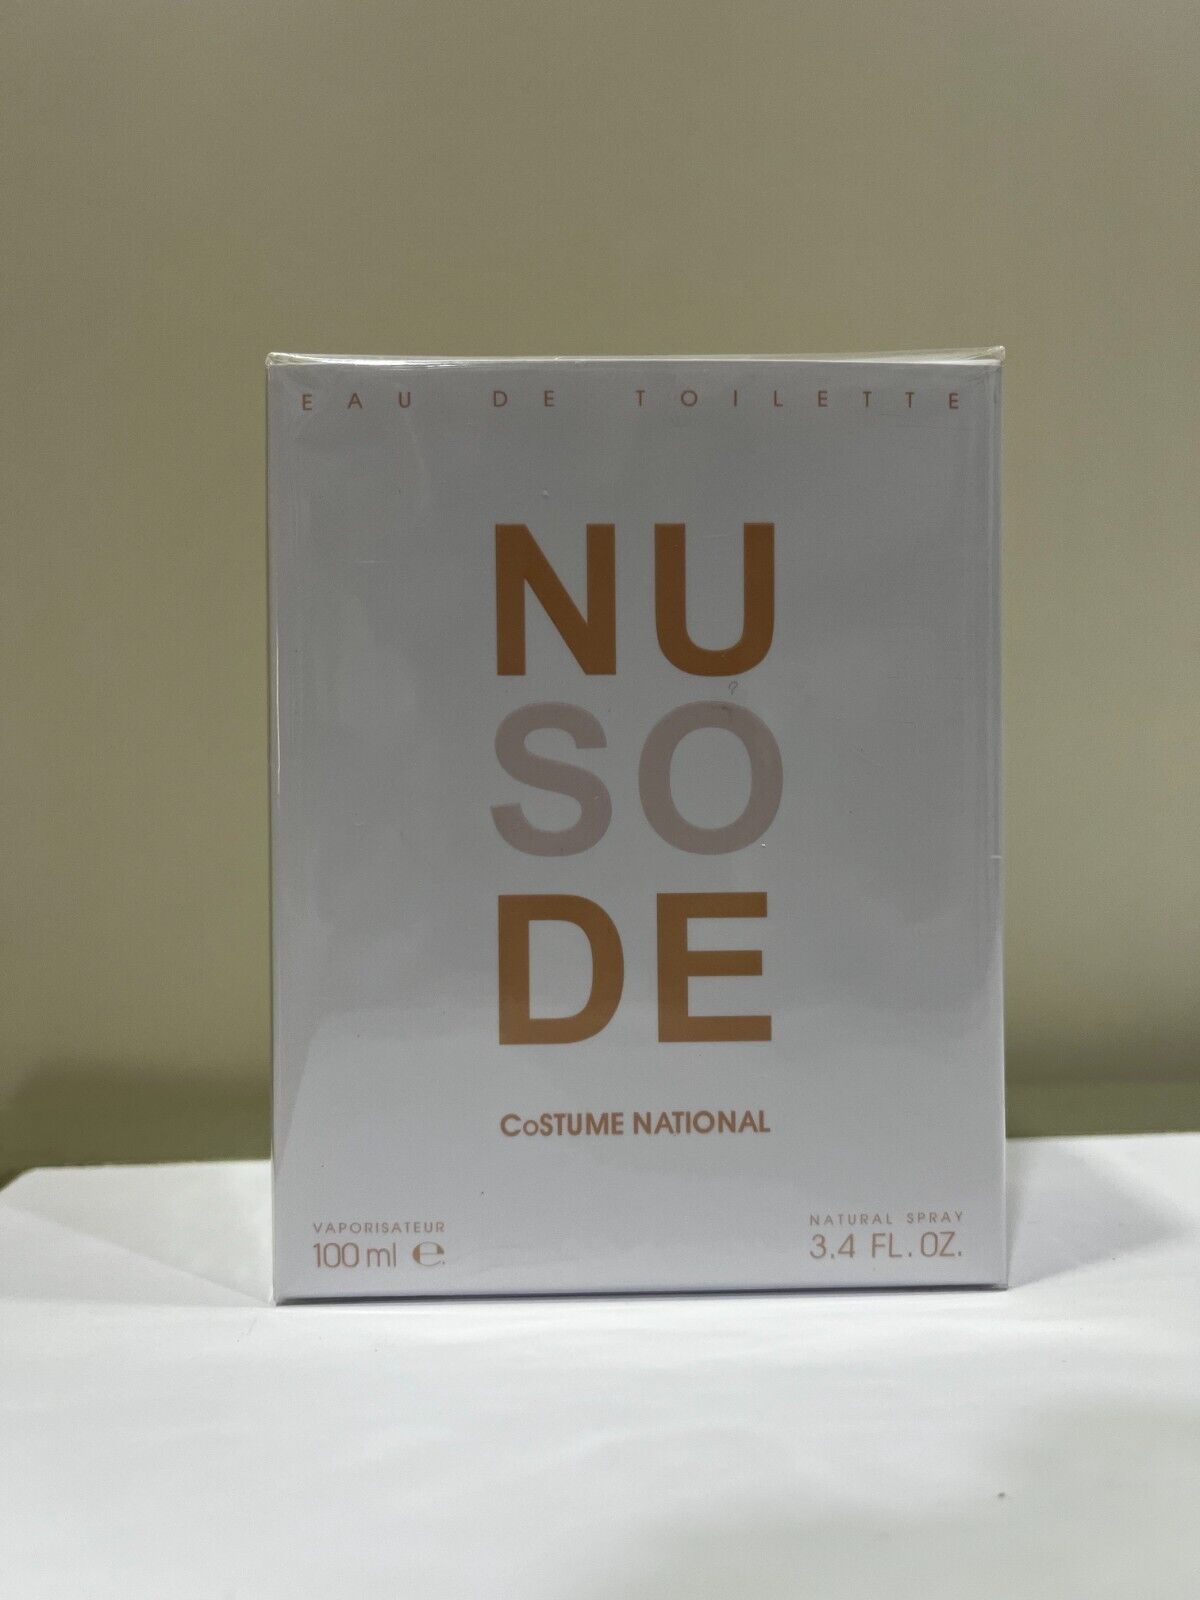 EAU DE TOILETTE
NU
SO
DE
CoSTUME NATIONAL
VAPORISATEUR
100 ml ℮
NATURAL SPRAY
3.4 FL. OZ.